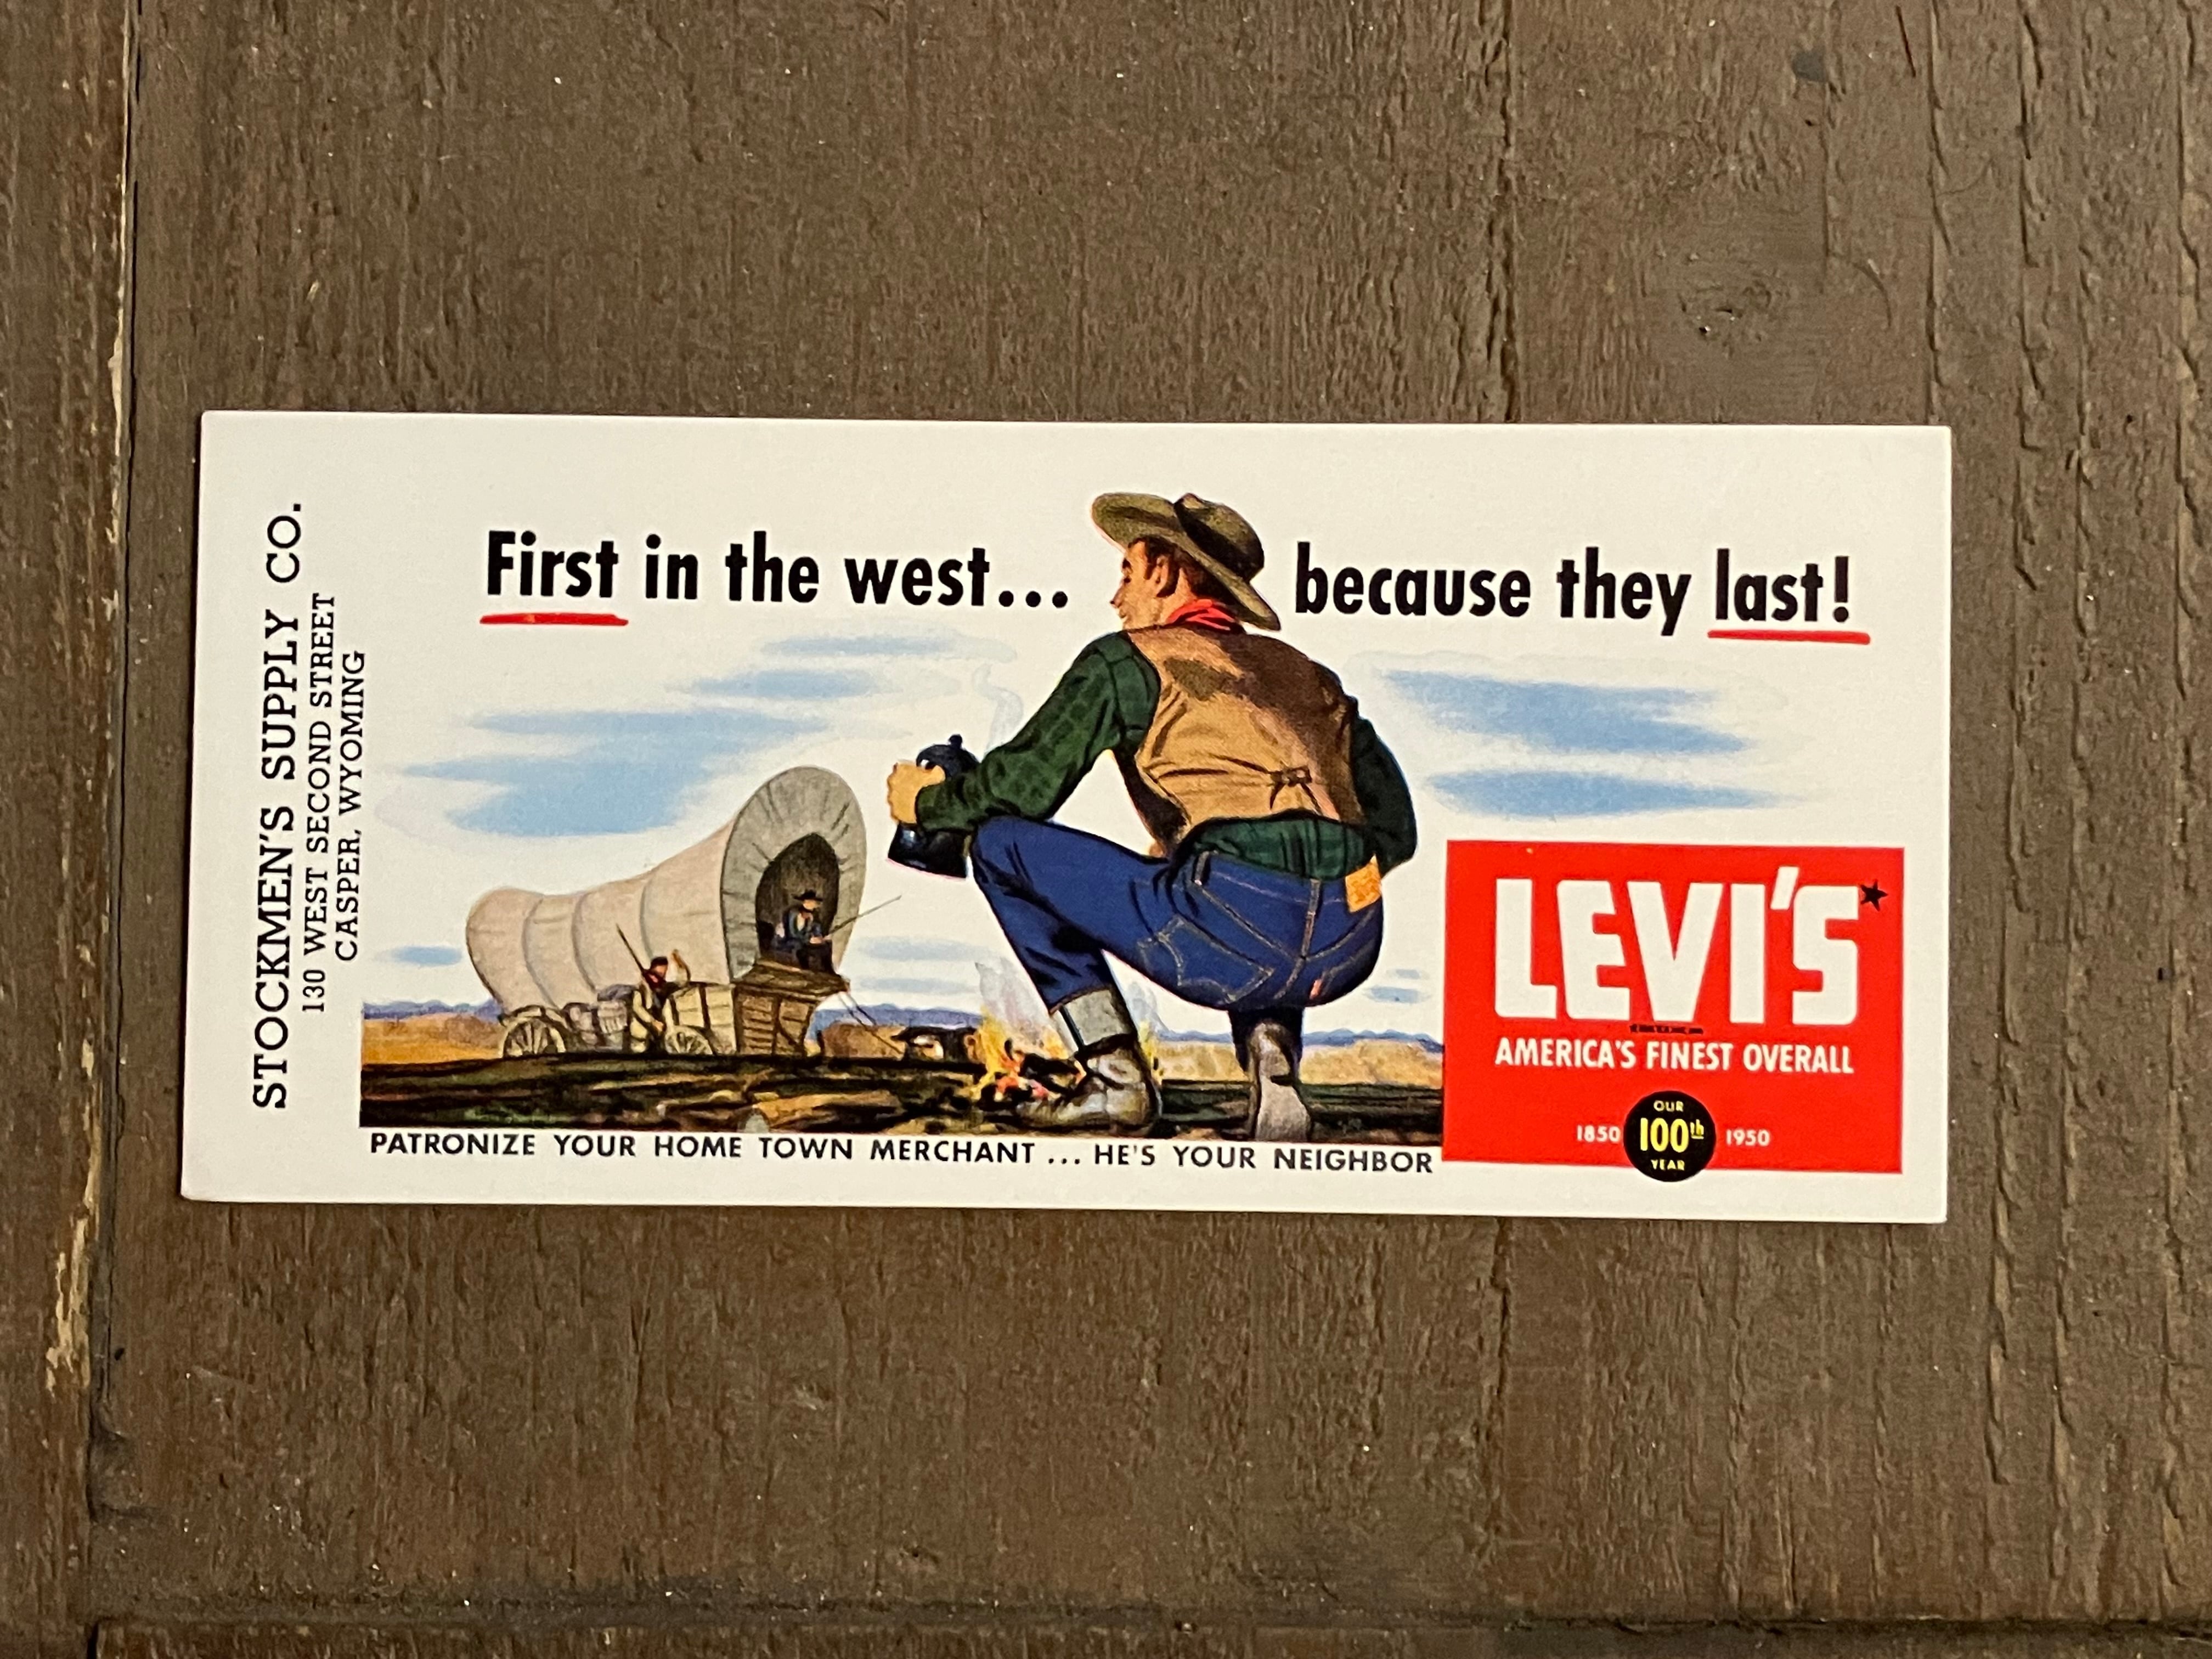 STOCKMEN'S SUPPLY CO.
130 WEST SECOND STREET
CASPER, WYOMING
First in the west... because they last!
LEVI'S★
AMERICA'S FINEST OVERALL
1850 OUR 100th YEAR 1950
PATRONIZE YOUR HOME TOWN MERCHANT ... HE'S YOUR NEIGHBOR